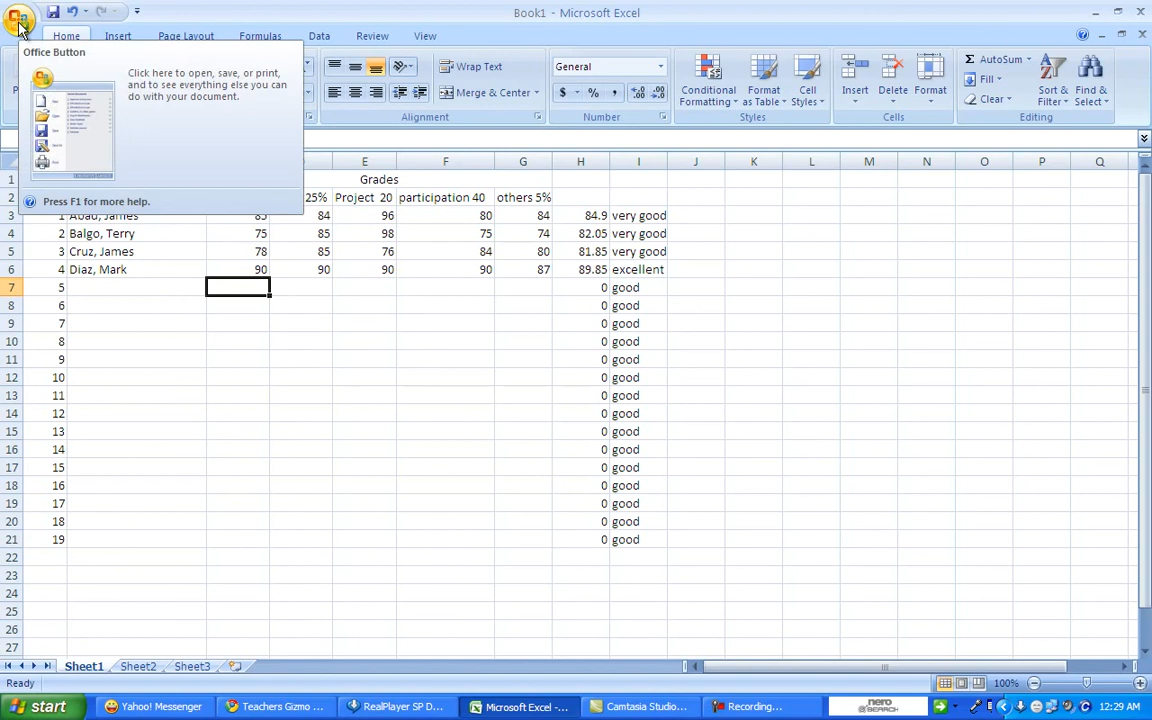 Book1 - Microsoft Excel
Home Insert Page Layout Formulas Data Review View
Office Button
Click here to open, save, or print,
and to see everything else you can
do with your document.
Press F1 for more help.
Wrap Text
Merge & Center
Alignment
General
$ % ,
Number
Conditional Formatting
Format as Table
Cell Styles
Styles
Insert Delete Format
Cells
Σ AutoSum
Fill
Clear
Sort & Filter
Find & Select
Editing
E F G H I J K L M N O P Q
1 Grades
2 25% Project 20 participation 40 others 5%
3 1 Abad, James 85 84 96 80 84 84.9 very good
4 2 Balgo, Terry 75 85 98 75 74 82.05 very good
5 3 Cruz, James 78 85 76 84 80 81.85 very good
6 4 Diaz, Mark 90 90 90 90 87 89.85 excellent
7 5 0 good
8 6 0 good
9 7 0 good
10 8 0 good
11 9 0 good
12 10 0 good
13 11 0 good
14 12 0 good
15 13 0 good
16 14 0 good
17 15 0 good
18 16 0 good
19 17 0 good
20 18 0 good
21 19 0 good
22
23
24
25
26
27
Sheet1 Sheet2 Sheet3
Ready 100%
start Yahoo! Messenger Teachers Gizmo ... RealPlayer SP D... Microsoft Excel -... Camtasia Studio... Recording... nero SEARCH 12:29 AM